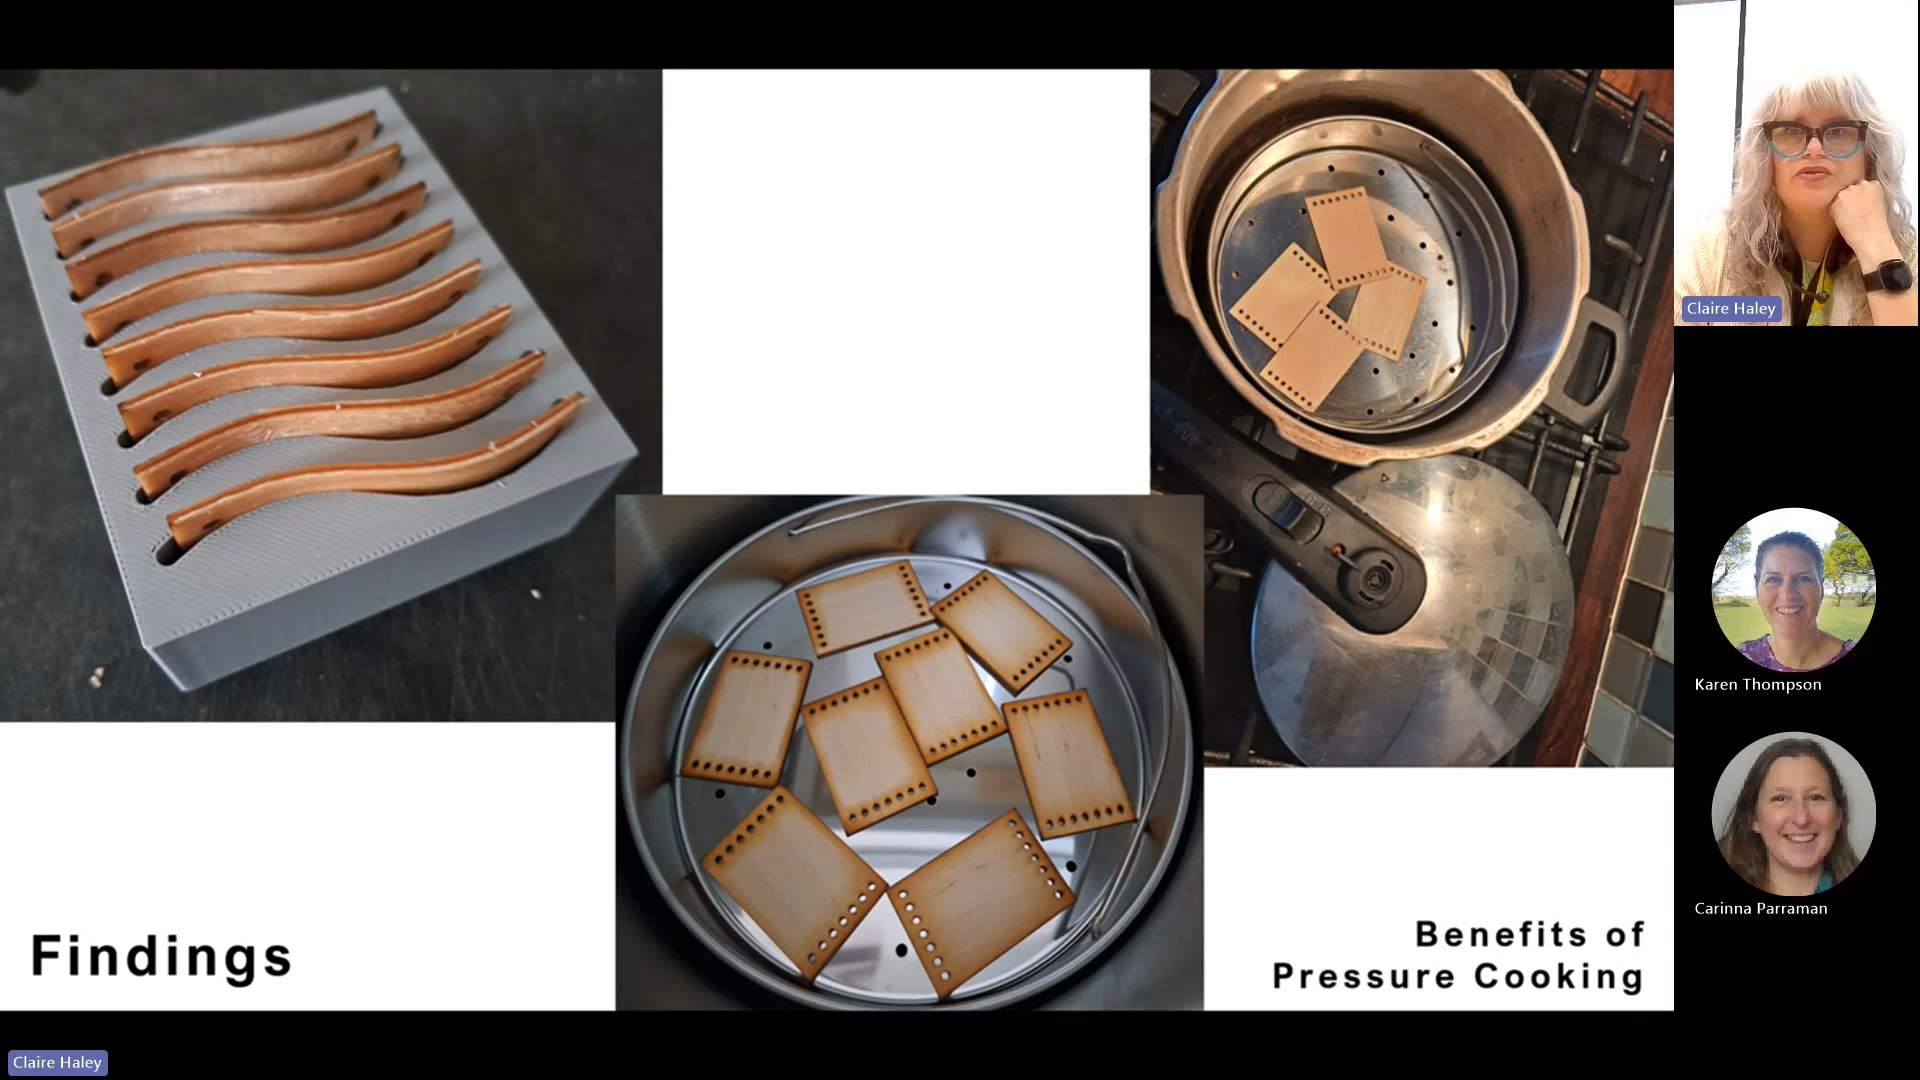 Findings
Benefits of
Pressure Cooking
Claire Haley
Karen Thompson
Carinna Parraman
Claire Haley